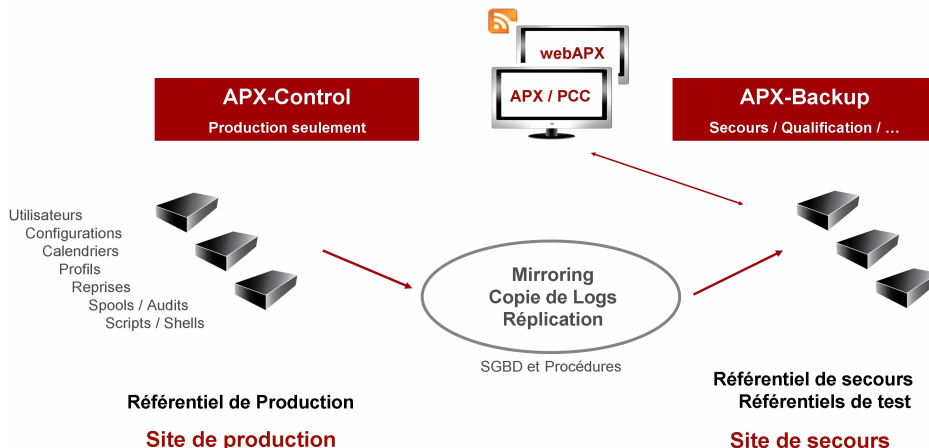 webAPX
APX / PCC
APX-Control
Production seulement
APX-Backup
Secours / Qualification / …
Utilisateurs
Configurations
Calendriers
Profils
Reprises
Spools / Audits
Scripts / Shells
Mirroring
Copie de Logs
Réplication
SGBD et Procédures
Référentiel de Production
Référentiel de secours
Référentiels de test
Site de production
Site de secours